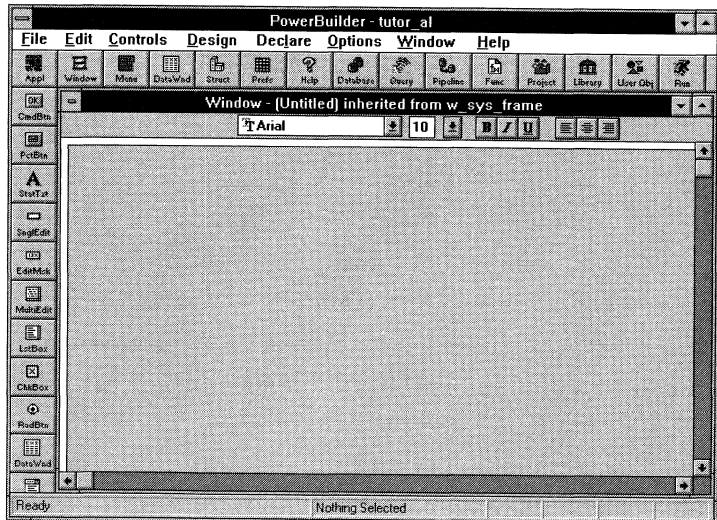 PowerBuilder - tutor_al
File Edit Controls Design Declare Options Window Help
Appl Window Menu DataWnd Struct Prefs Help Database Query Pipeline Func Project Library User Obj Run
Window - (Untitled) inherited from w_sys_frame
OK
CmdBtn
Arial 10 B I U
PctBtn
A
StatTxt
SnglEdit
EditMsk
MultiEdit
LstBox
ChkBox
RadBtn
DataWnd
Ready Nothing Selected